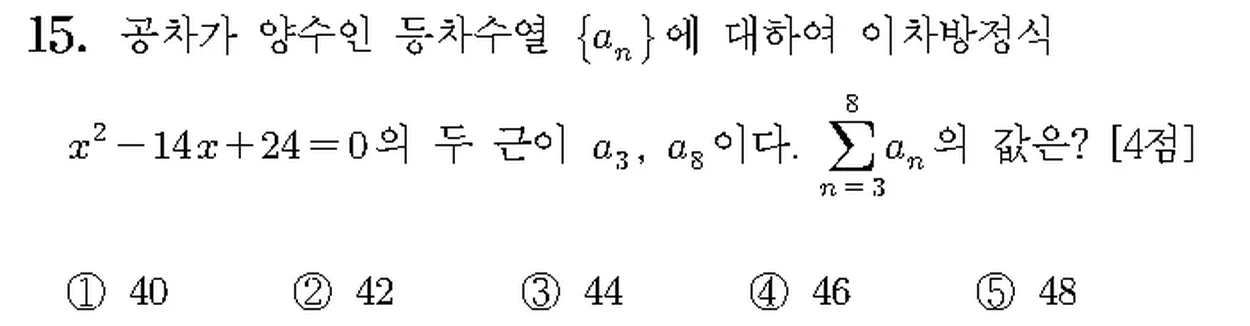 15. 공차가 양수인 등차수열 {aₙ}에 대하여 이차방정식
x² − 14x + 24 = 0의 두 근이 a₃, a₈이다. ∑_{n=3}^{8} aₙ의 값은? [4점]
① 40 ② 42 ③ 44 ④ 46 ⑤ 48